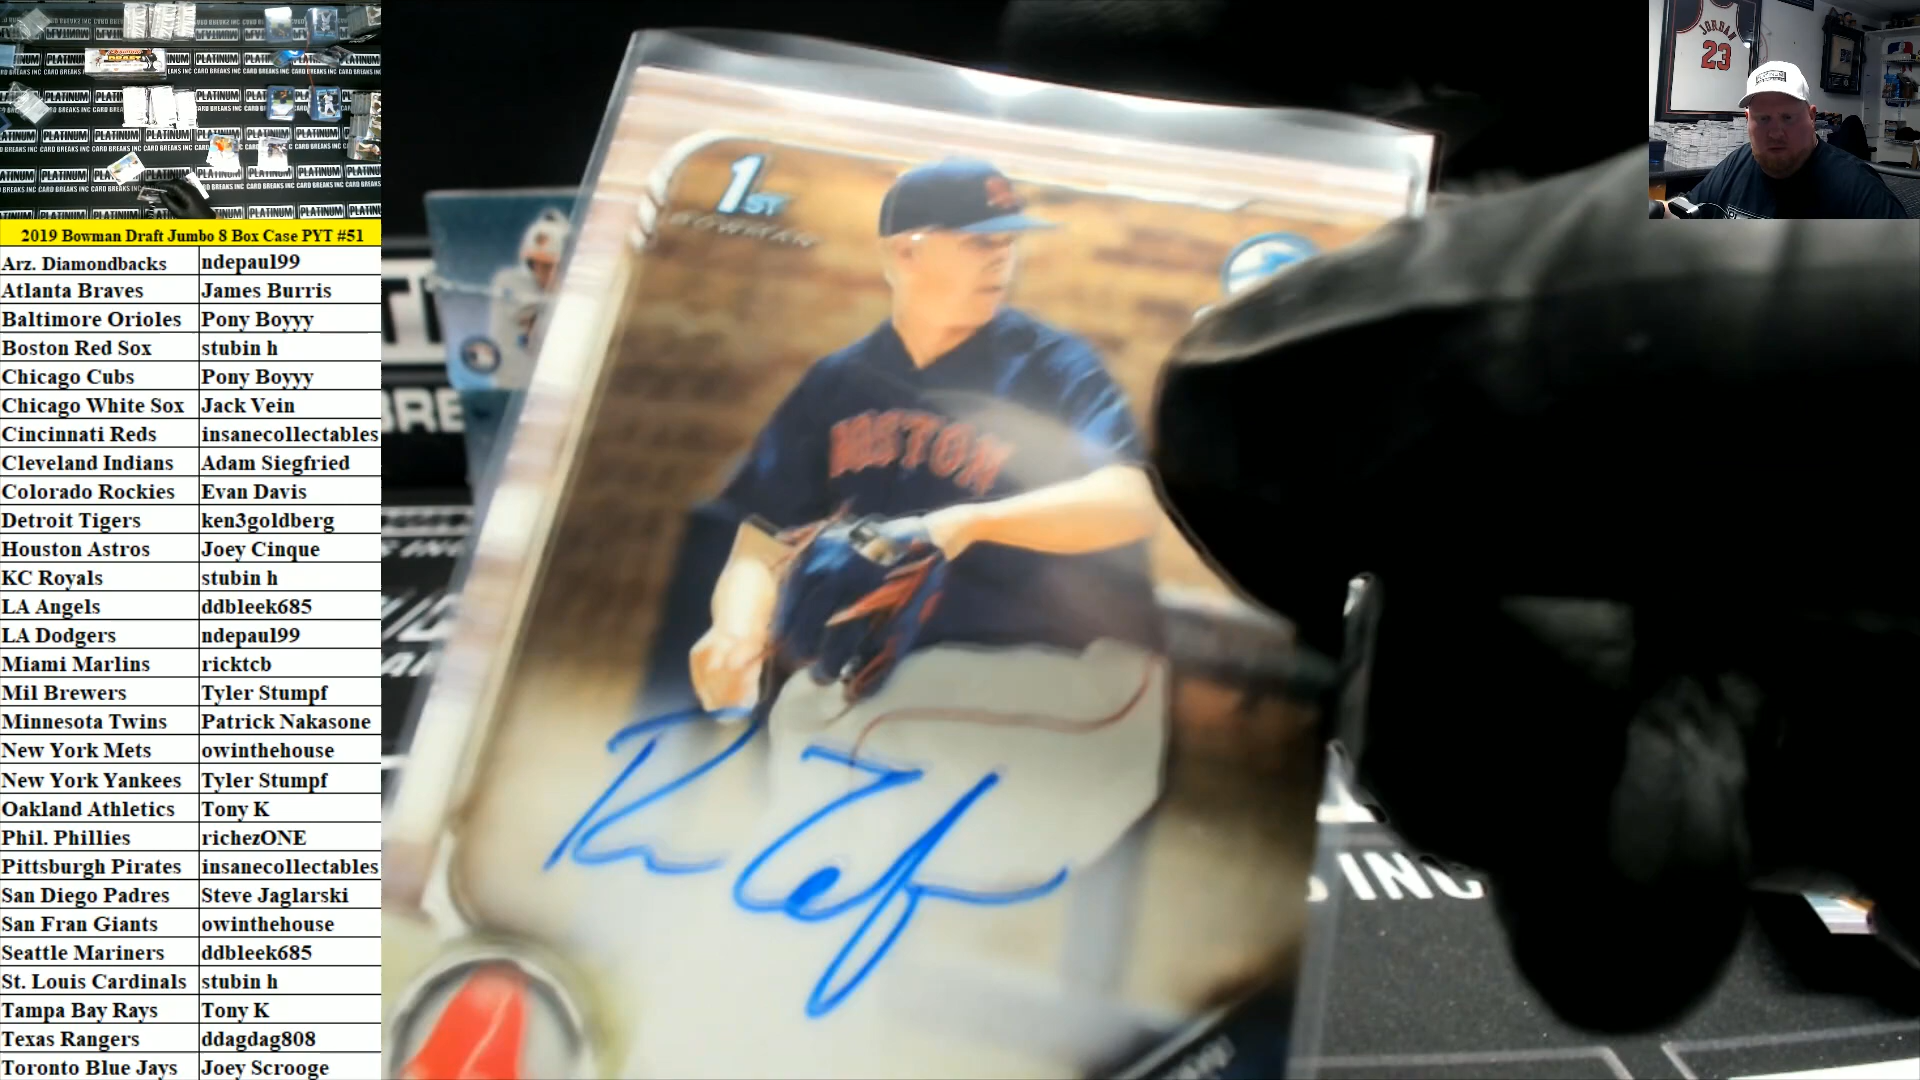 2019 Bowman Draft Jumbo 8 Box Case PYT #51
Arz. Diamondbacks ndepaul99
Atlanta Braves James Burris
Baltimore Orioles Pony Boyyy
Boston Red Sox stubin h
Chicago Cubs Pony Boyyy
Chicago White Sox Jack Vein
Cincinnati Reds insanecollectables
Cleveland Indians Adam Siegfried
Colorado Rockies Evan Davis
Detroit Tigers ken3goldberg
Houston Astros Joey Cinque
KC Royals stubin h
LA Angels ddbleek685
LA Dodgers ndepaul99
Miami Marlins ricktcb
Mil Brewers Tyler Stumpf
Minnesota Twins Patrick Nakasone
New York Mets owinthehouse
New York Yankees Tyler Stumpf
Oakland Athletics Tony K
Phil. Phillies richezONE
Pittsburgh Pirates insanecollectables
San Diego Padres Steve Jaglarski
San Fran Giants owinthehouse
Seattle Mariners ddbleek685
St. Louis Cardinals stubin h
Tampa Bay Rays Tony K
Texas Rangers ddagdag808
Toronto Blue Jays Joey Scrooge
1ST
BOWMAN
BOSTON
INC
JORDAN
23
PLATINUM
CARD BREAKS INC